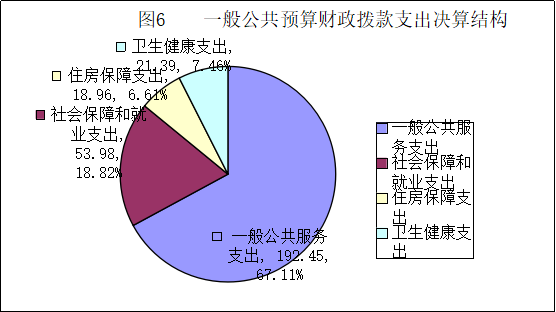 图6 一般公共预算财政拨款支出决算结构
卫生健康支出,
21.39, 7.46%
住房保障支出,
18.96, 6.61%
社会保障和就
业支出,
53.98,
18.82%
一般公共服务
支出, 192.45,
67.11%
一般公共服
务支出
社会保障和
就业支出
住房保障支
出
卫生健康支
出